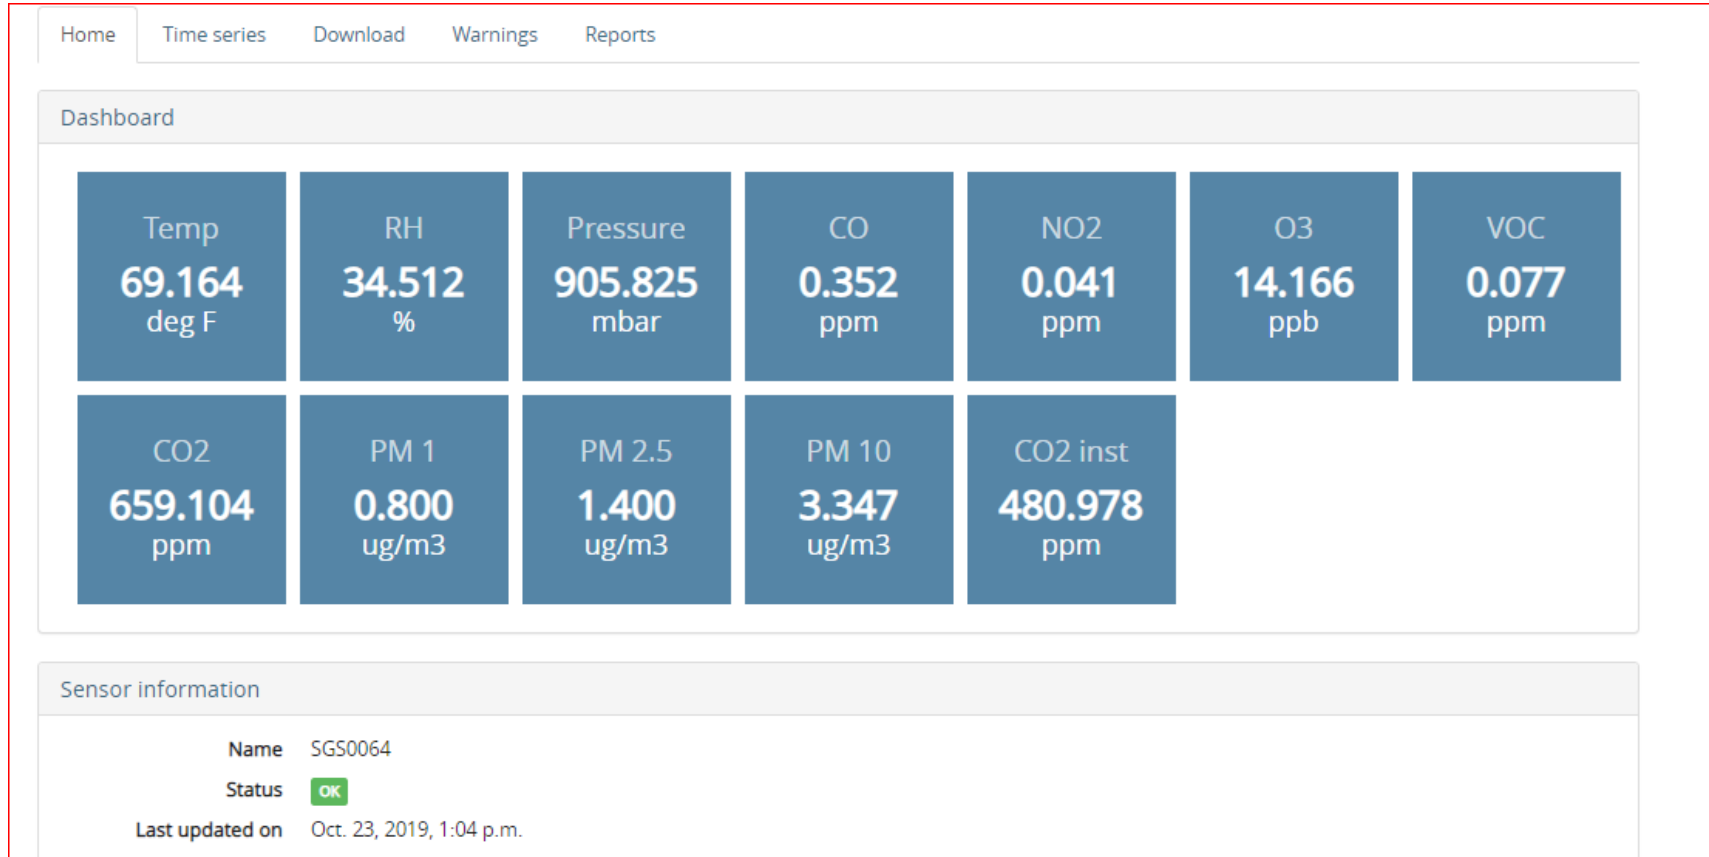 Home Time series Download Warnings Reports
Dashboard
Temp RH Pressure CO NO2 O3 VOC
69.164 34.512 905.825 0.352 0.041 14.166 0.077
deg F % mbar ppm ppm ppb ppm
CO2 PM 1 PM 2.5 PM 10 CO2 inst
659.104 0.800 1.400 3.347 480.978
ppm ug/m3 ug/m3 ug/m3 ppm
Sensor information
Name SGS0064
Status OK
Last updated on Oct. 23, 2019, 1:04 p.m.